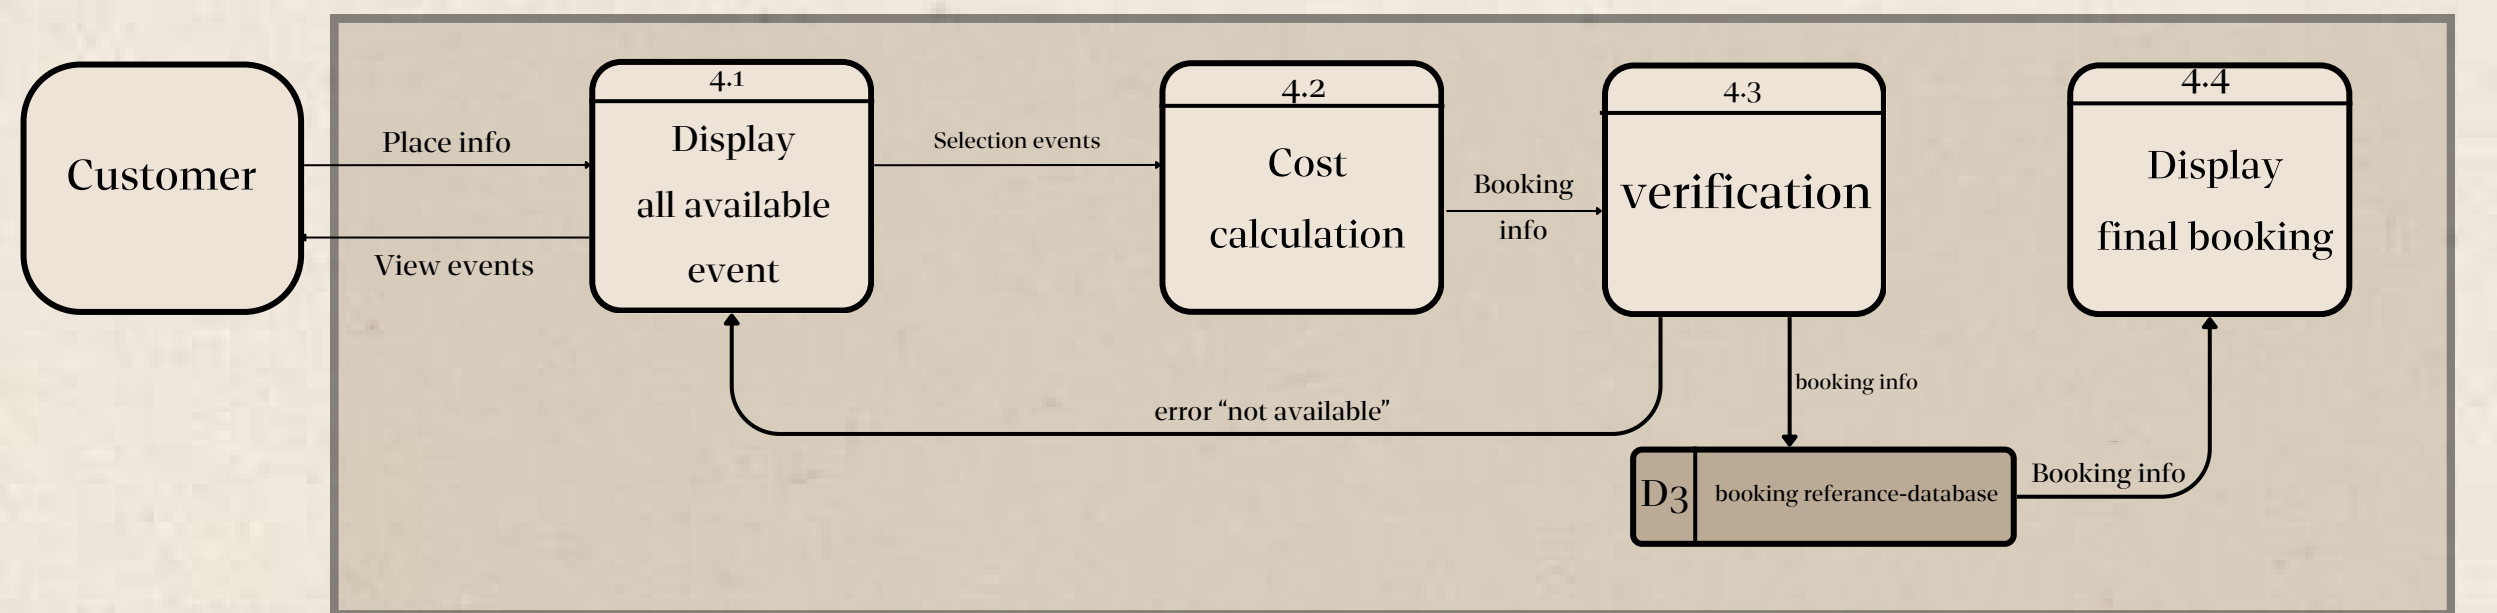 Customer
Place info
View events
4.1
Display
all available
event
Selection events
4.2
Cost
calculation
Booking
info
4.3
verification
4.4
Display
final booking
error “not available”
booking info
D3
booking referance-database
Booking info